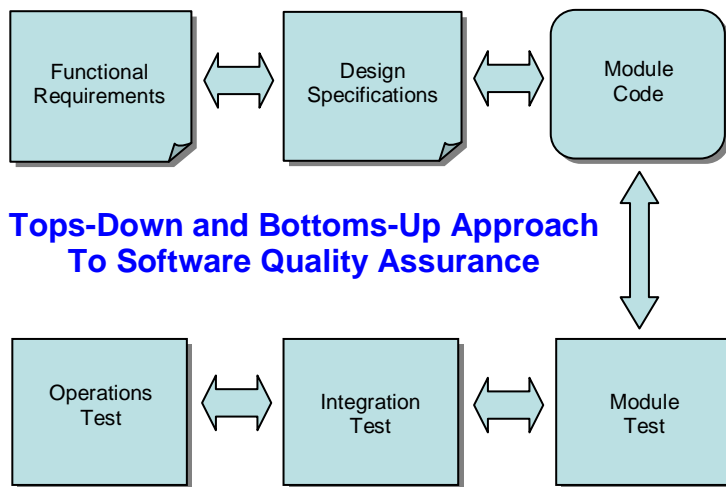 Functional
Requirements
Design
Specifications
Module
Code
Tops-Down and Bottoms-Up Approach
To Software Quality Assurance
Operations
Test
Integration
Test
Module
Test